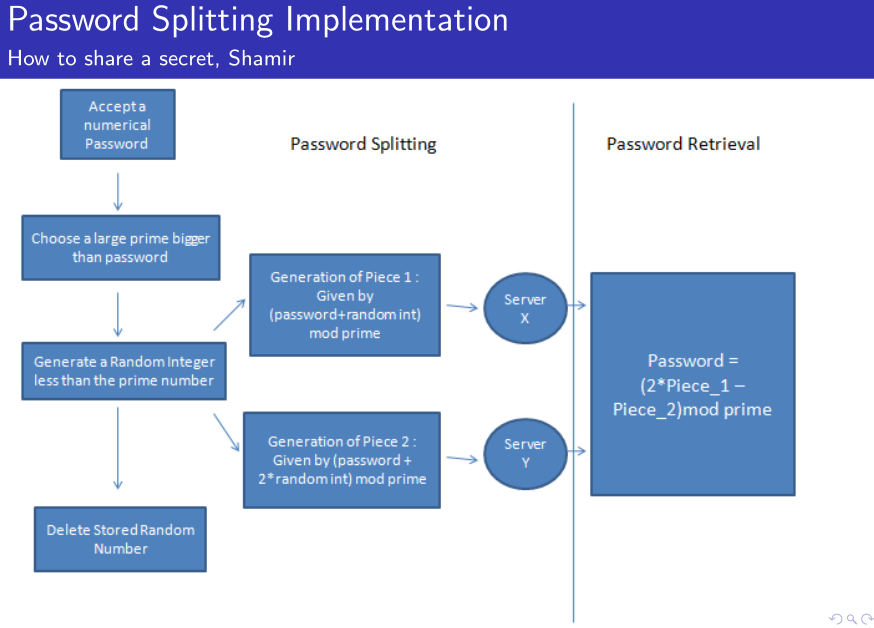 Password Splitting Implementation
How to share a secret, Shamir
Accept a
numerical
Password
Password Splitting
Password Retrieval
Choose a large prime bigger
than password
Generation of Piece 1 :
Given by
(password+random int)
mod prime
Server
X
Generate a Random Integer
less than the prime number
Password =
(2*Piece_1 –
Piece_2)mod prime
Generation of Piece 2 :
Given by (password +
2*random int) mod prime
Server
Y
Delete Stored Random
Number